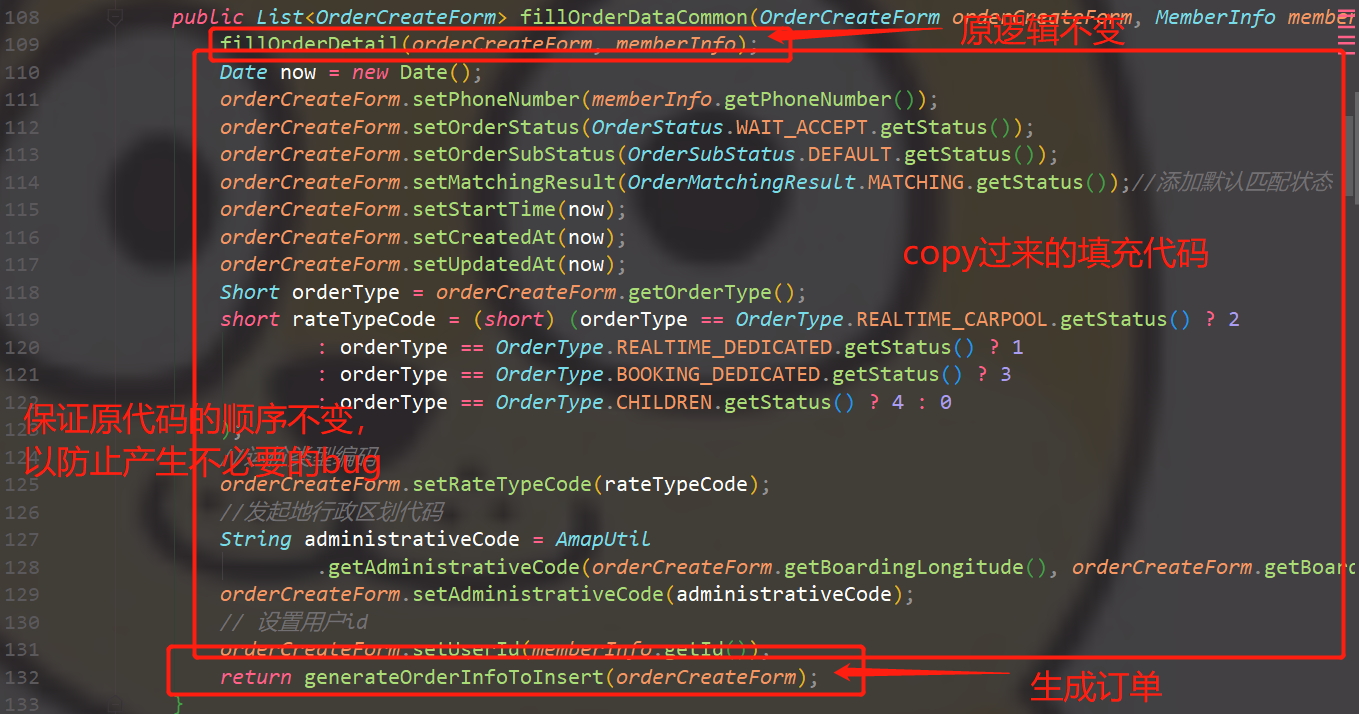 108 public List<OrderCreateForm> fillOrderDataCommon(OrderCreateForm orderCreateForm, MemberInfo member
原逻辑不变
109 fillOrderDetail(orderCreateForm, memberInfo);
110 Date now = new Date();
111 orderCreateForm.setPhoneNumber(memberInfo.getPhoneNumber());
112 orderCreateForm.setOrderStatus(OrderStatus.WAIT_ACCEPT.getStatus());
113 orderCreateForm.setOrderSubStatus(OrderSubStatus.DEFAULT.getStatus());
114 orderCreateForm.setMatchingResult(OrderMatchingResult.MATCHING.getStatus());//添加默认匹配状态
115 orderCreateForm.setStartTime(now);
116 orderCreateForm.setCreatedAt(now);
copy过来的填充代码
117 orderCreateForm.setUpdatedAt(now);
118 Short orderType = orderCreateForm.getOrderType();
119 short rateTypeCode = (short) (orderType == OrderType.REALTIME_CARPOOL.getStatus() ? 2
120 : orderType == OrderType.REALTIME_DEDICATED.getStatus() ? 1
121 : orderType == OrderType.BOOKING_DEDICATED.getStatus() ? 3
122 : orderType == OrderType.CHILDREN.getStatus() ? 4 : 0
保证原代码的顺序不变，
123 );
以防止产生不必要的bug
124 类型编码
125 orderCreateForm.setRateTypeCode(rateTypeCode);
126 //发起地行政区划代码
127 String administrativeCode = AmapUtil
128 .getAdministrativeCode(orderCreateForm.getBoardingLongitude(), orderCreateForm.getBoard
129 orderCreateForm.setAdministrativeCode(administrativeCode);
130 // 设置用户id
131 orderCreateForm.setUserId(memberInfo.getId());
132 return generateOrderInfoToInsert(orderCreateForm);
生成订单
133 }